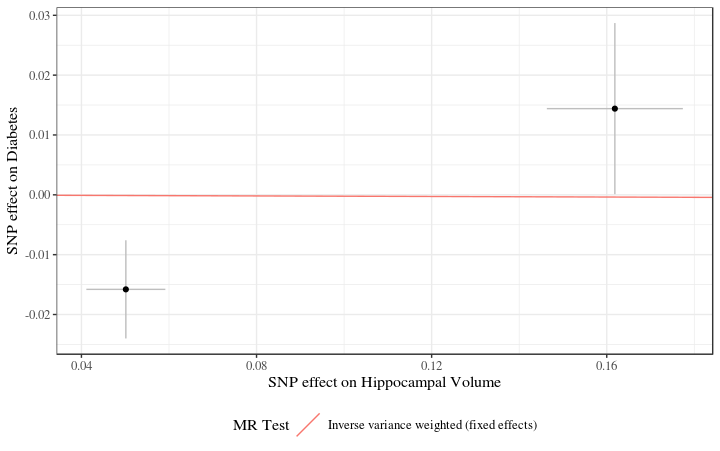 SNP effect on Diabetes
0.03
0.02
0.01
0.00
-0.01
-0.02
0.04
0.08
0.12
0.16
SNP effect on Hippocampal Volume
MR Test
Inverse variance weighted (fixed effects)